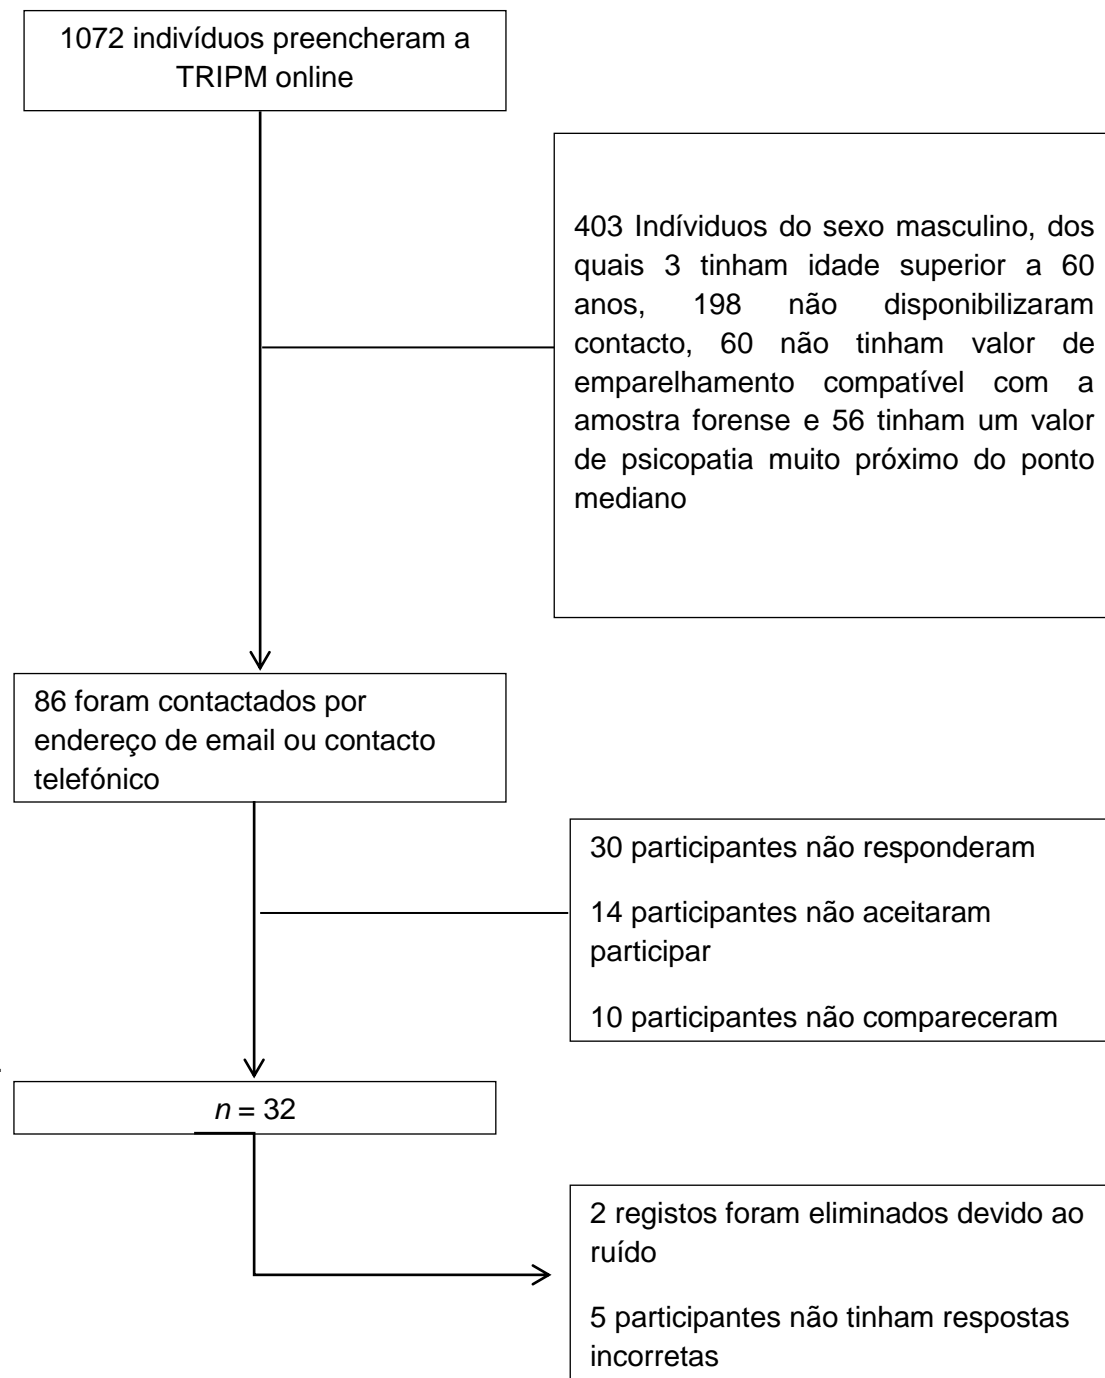 1072 indivíduos preencheram a
TRIPM online
403 Indíviduos do sexo masculino, dos
quais 3 tinham idade superior a 60
anos, 198 não disponibilizaram
contacto, 60 não tinham valor de
emparelhamento compatível com a
amostra forense e 56 tinham um valor
de psicopatia muito próximo do ponto
mediano
86 foram contactados por
endereço de email ou contacto
telefónico
30 participantes não responderam
14 participantes não aceitaram
participar
10 participantes não compareceram
n = 32
2 registos foram eliminados devido ao
ruído
5 participantes não tinham respostas
incorretas